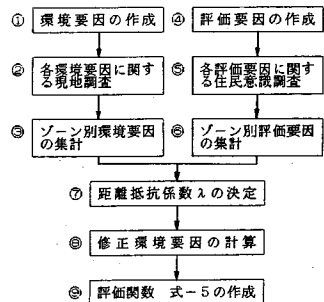 ① 環境要因の作成
② 各環境要因に関す
る現地調査
③ ゾーン別環境要因
の集計
④ 評価要因の作成
⑤ 各評価要因に関す
る住民意識調査
⑥ ゾーン別評価要因
の集計
⑦ 距離抵抗係数λの決定
⑧ 修正環境要因の計算
⑨ 評価関数 式-5の作成